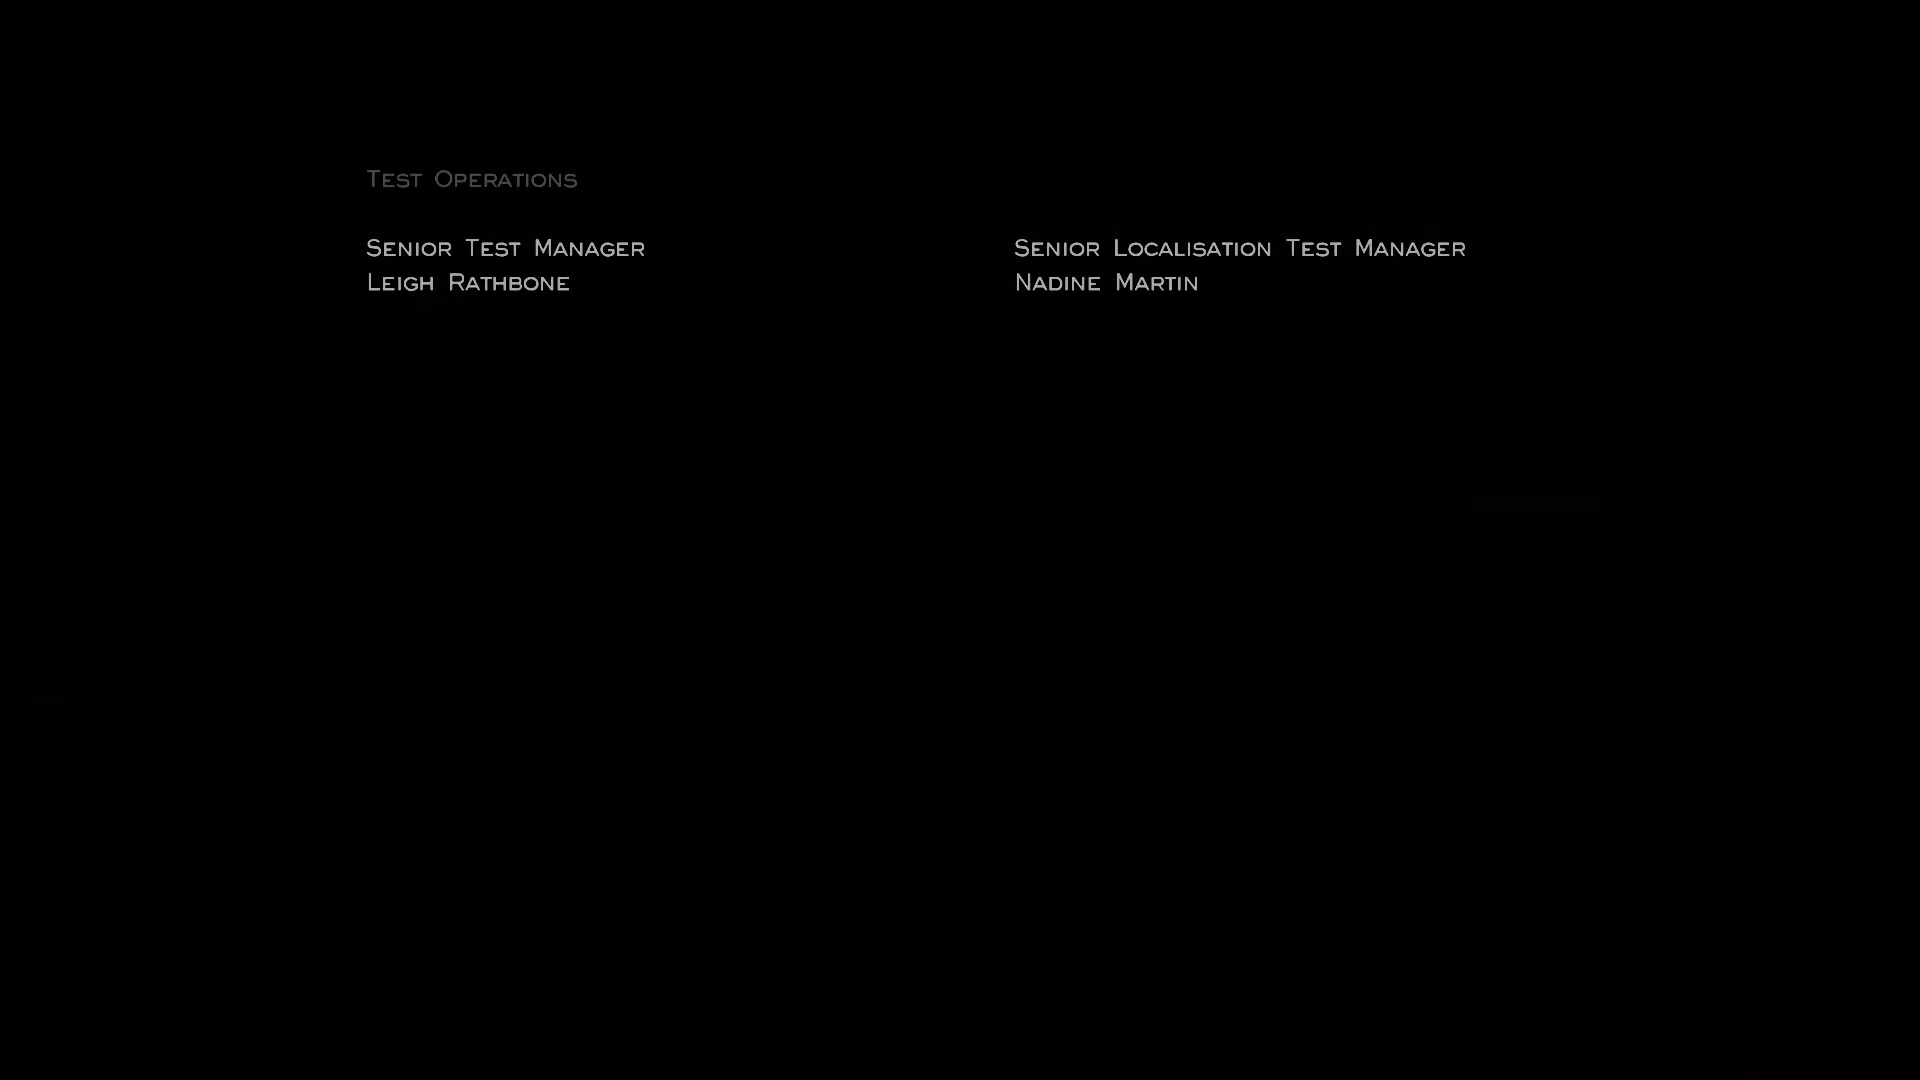 Test Operations
Senior Test Manager
Leigh Rathbone
Senior Localisation Test Manager
Nadine Martin